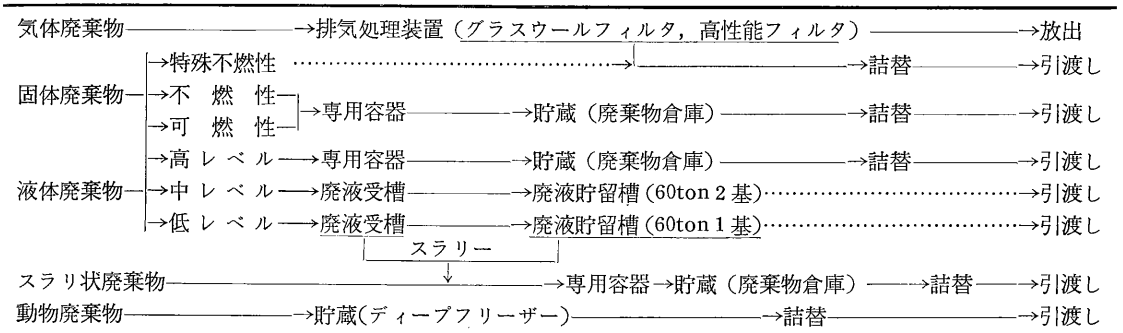 気体廃棄物→排気処理装置（グラスウールフィルタ，高性能フィルタ）→放出
→特殊不燃性→詰替→引渡し
固体廃棄物→不燃性→専用容器→貯蔵（廃棄物倉庫）→詰替→引渡し
→可燃性
→高レベル→専用容器→貯蔵（廃棄物倉庫）→詰替→引渡し
液体廃棄物→中レベル→廃液受槽→廃液貯留槽(60ton 2基)→引渡し
→低レベル→廃液受槽→廃液貯留槽(60ton 1基)→引渡し
スラリー
スラリ状廃棄物→専用容器→貯蔵（廃棄物倉庫）→詰替→引渡し
動物廃棄物→貯蔵(ディープフリーザー)→詰替→引渡し